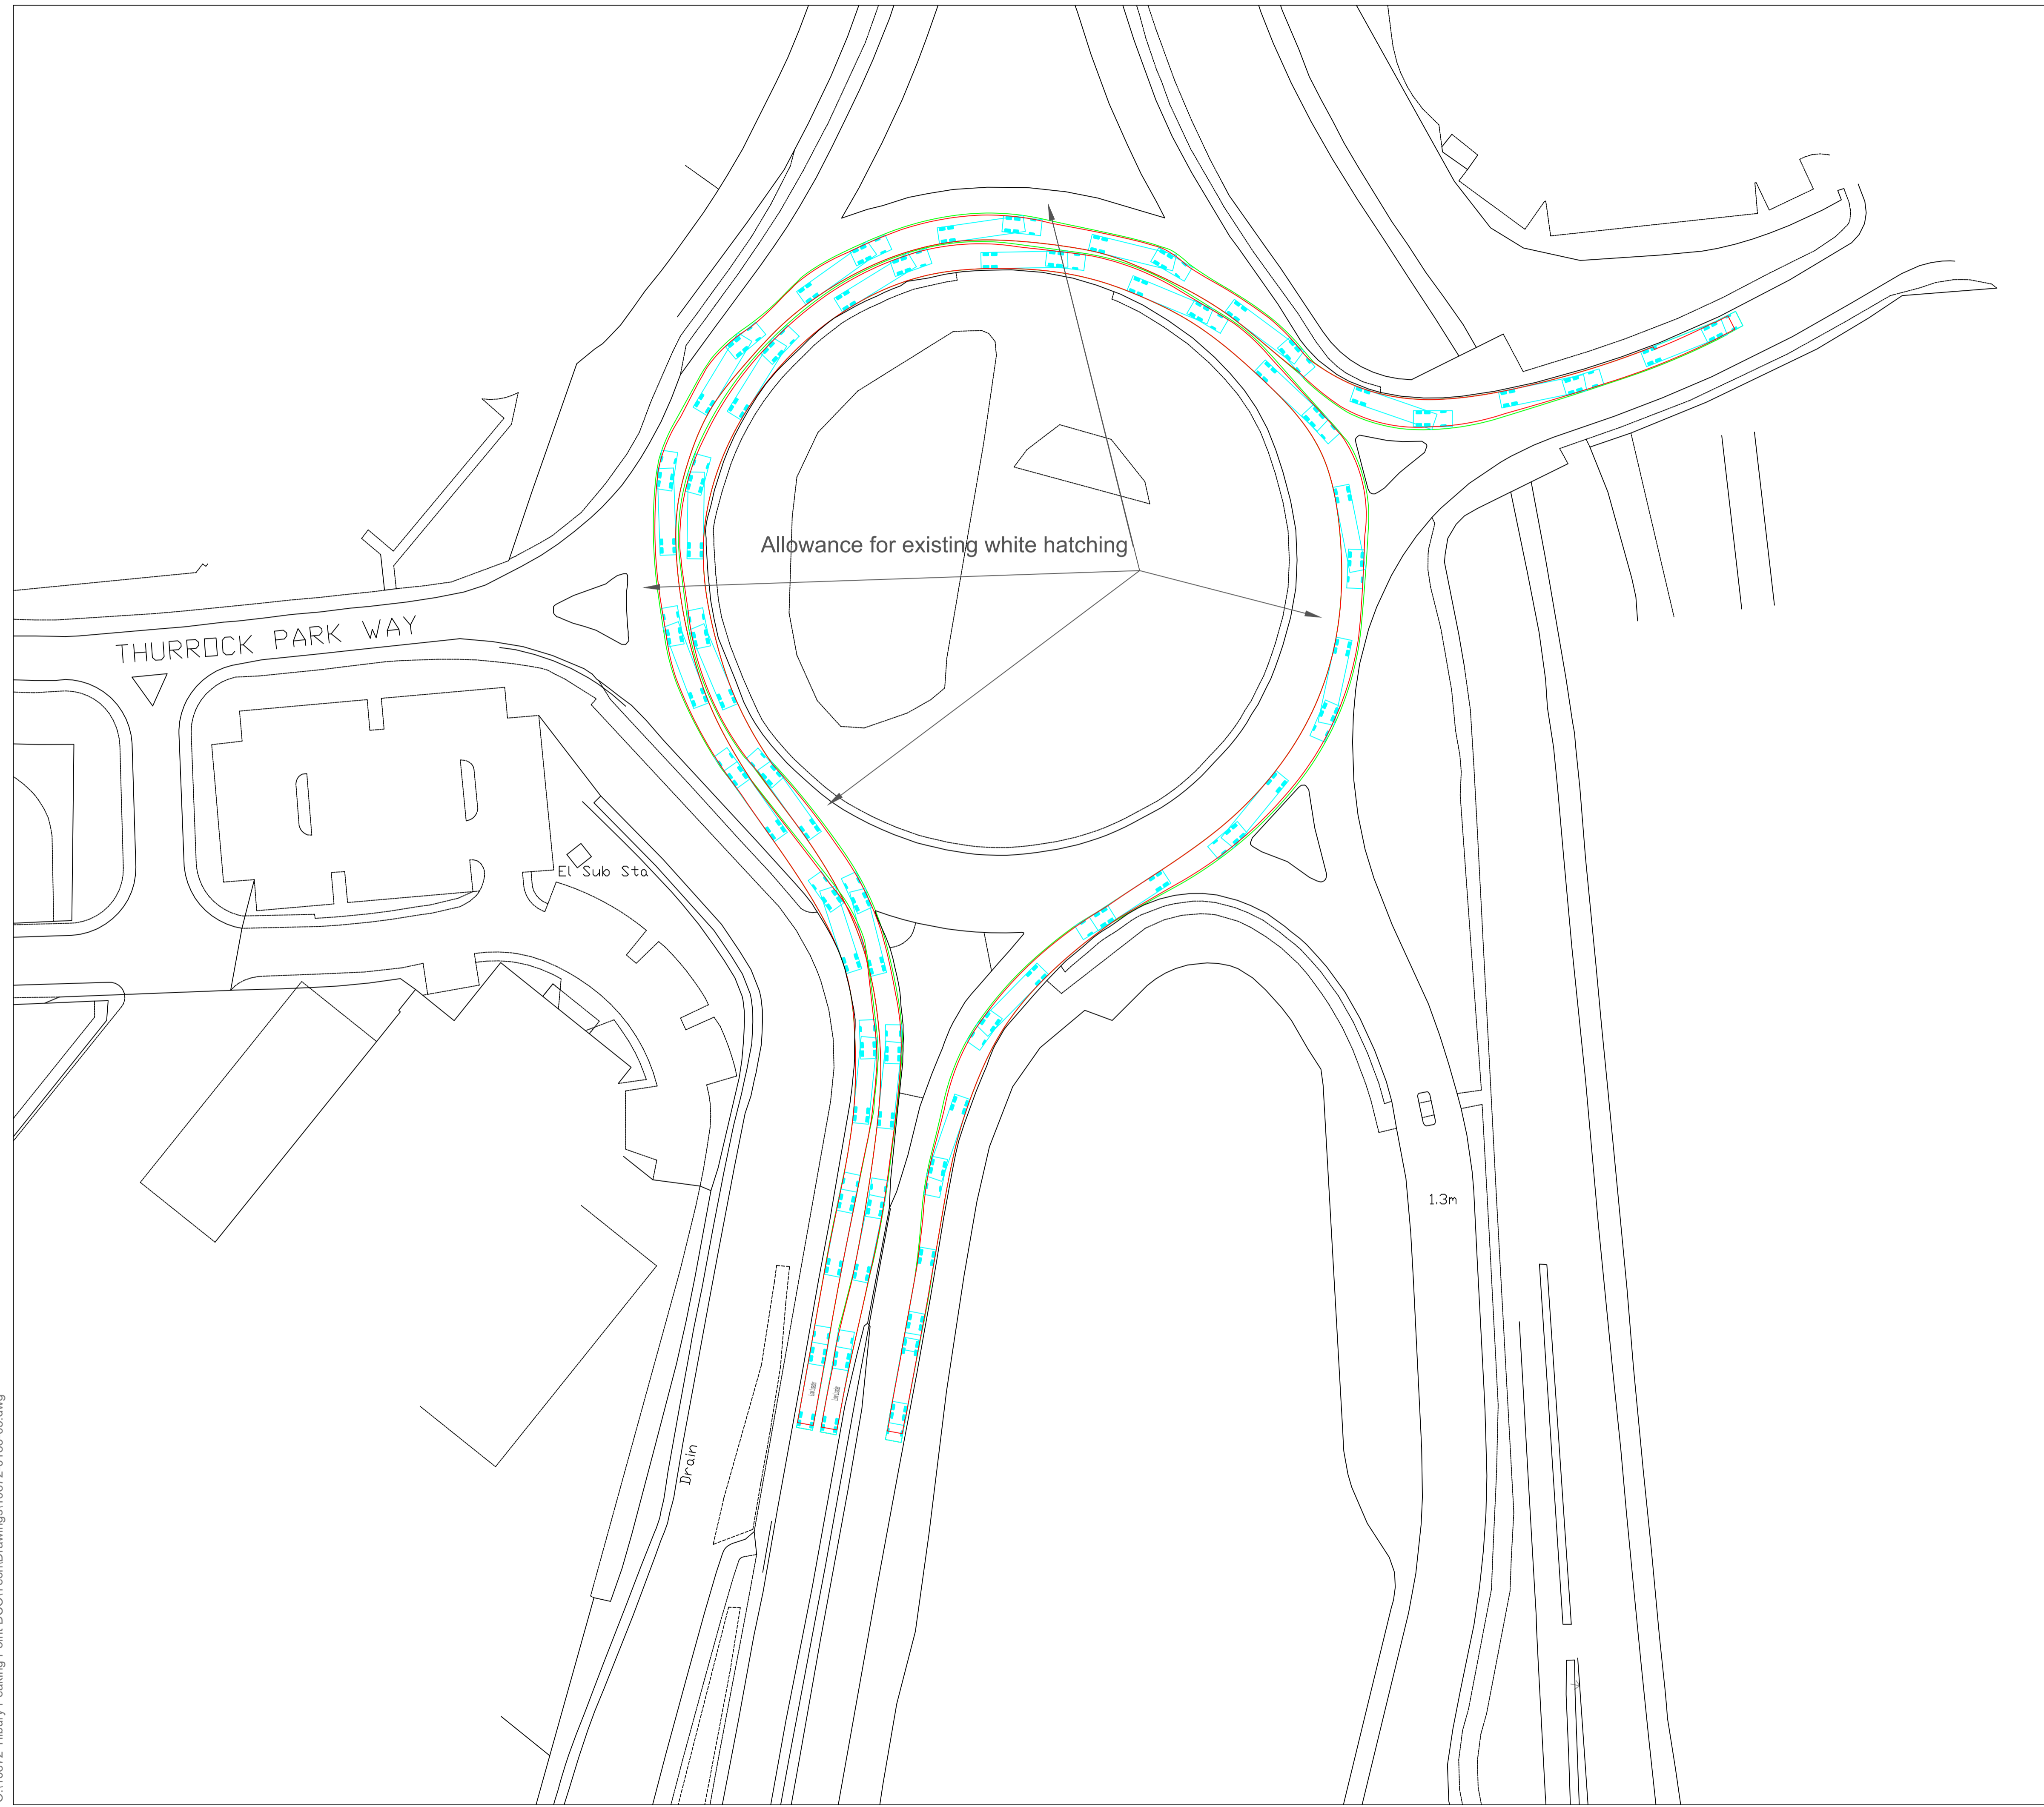 Allowance for existing white hatching
THURROCK PARK WAY
El Sub Sta
1.3m
Drain